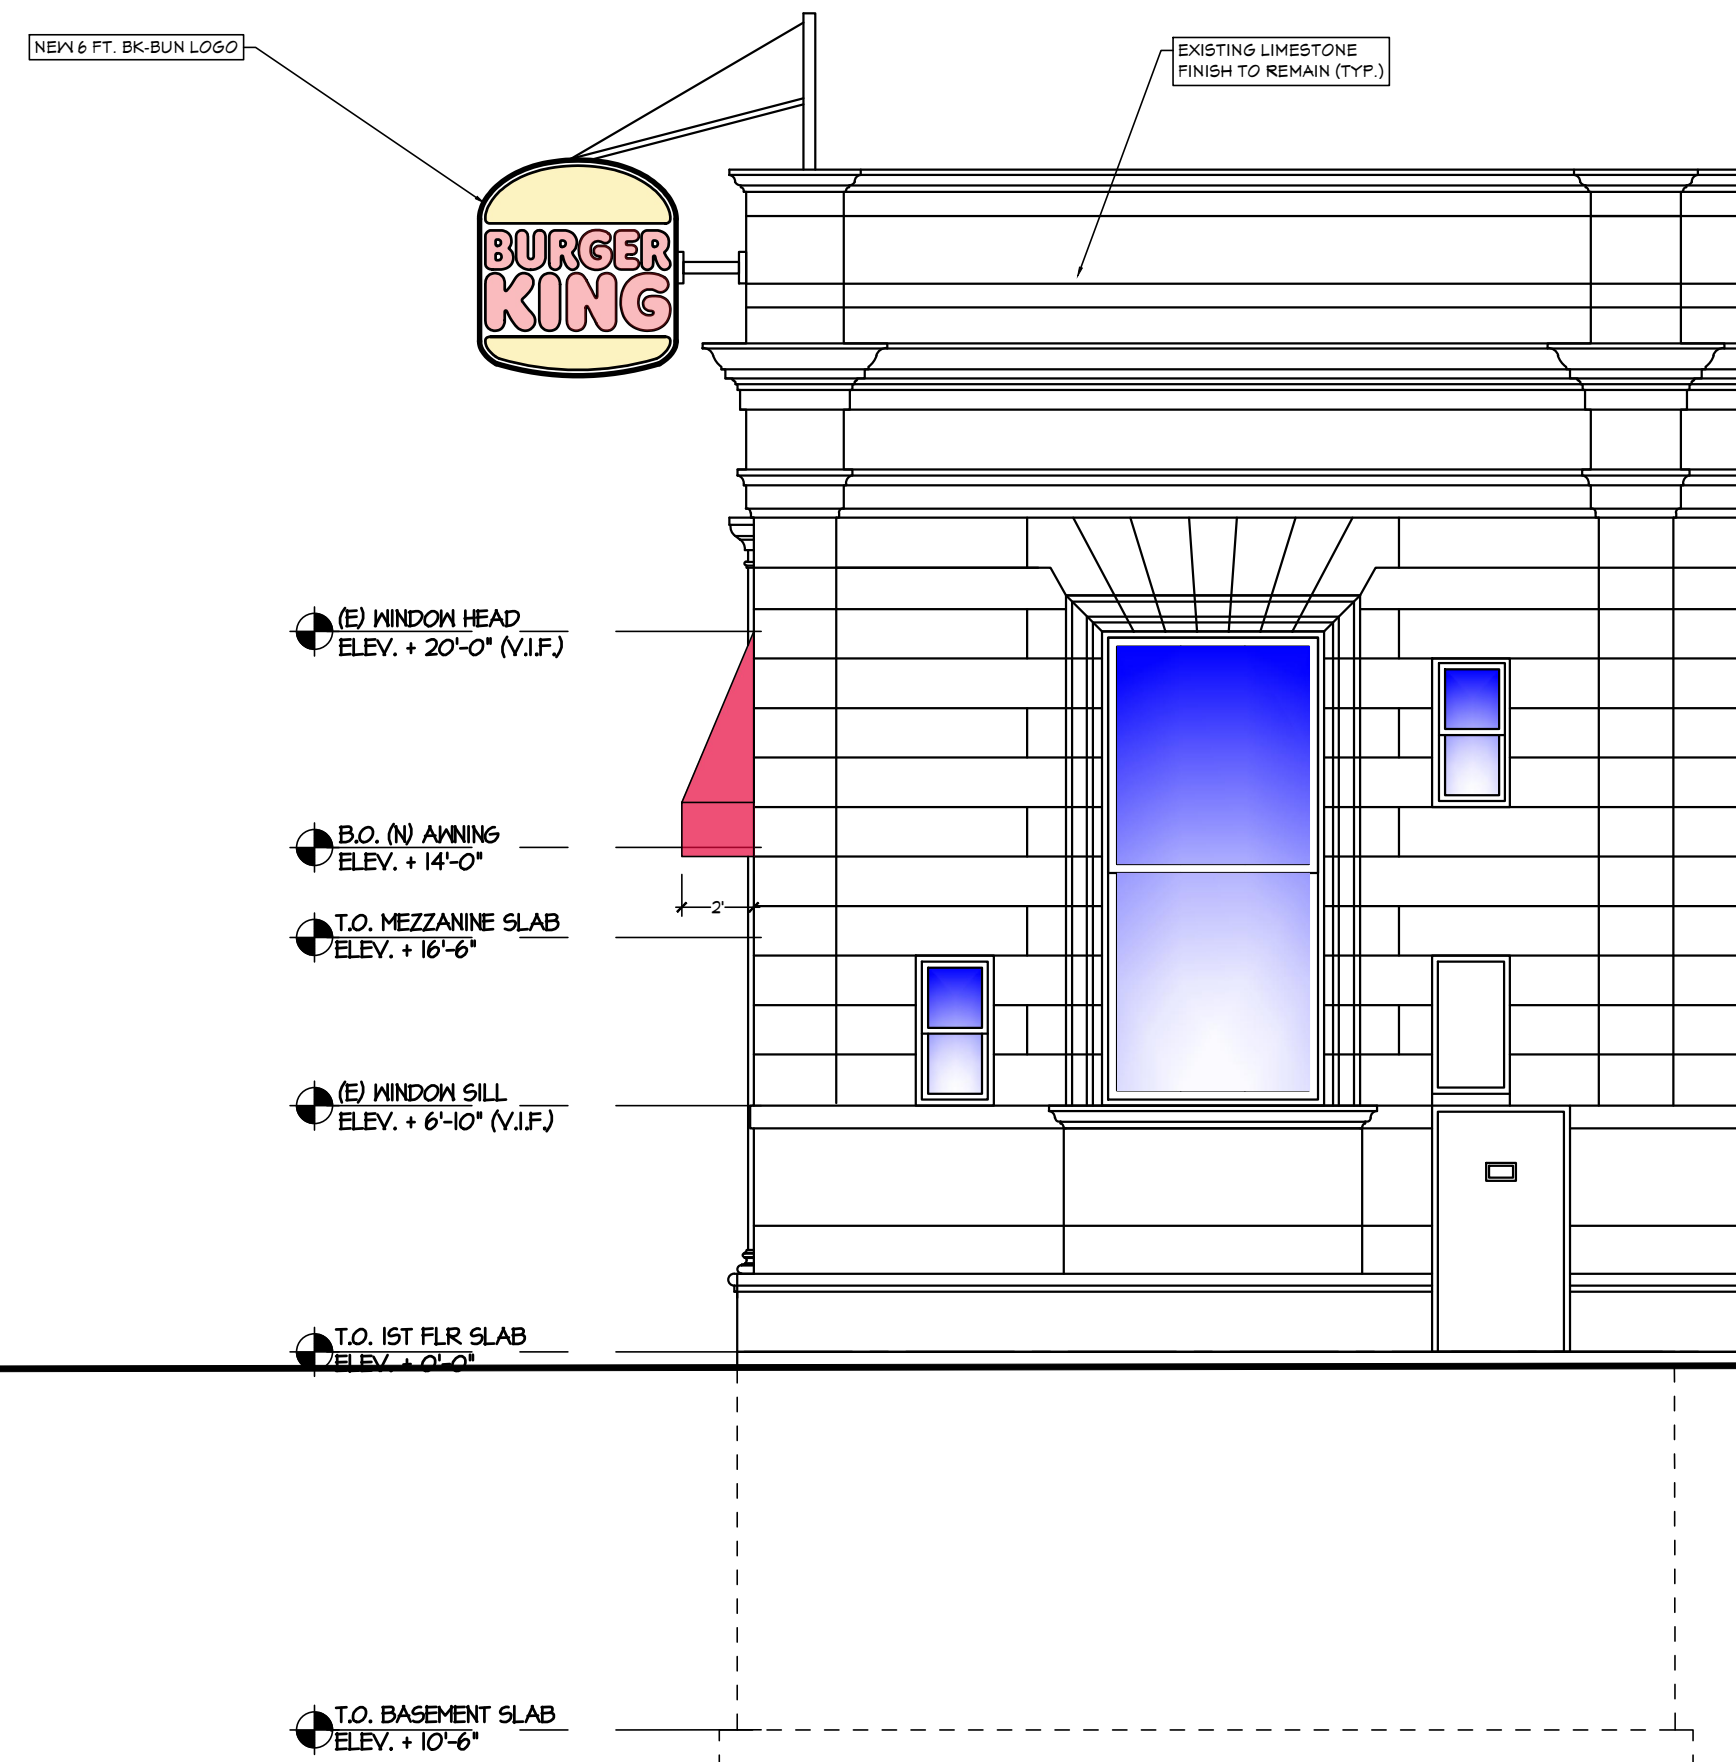 NEW 6 FT. BK-BUN LOGO
EXISTING LIMESTONE
FINISH TO REMAIN (TYP.)
BURGER
KING
(E) WINDOW HEAD
ELEV. + 20'-0" (V.I.F.)
B.O. (N) AWNING
ELEV. + 14'-0"
2'
T.O. MEZZANINE SLAB
ELEV. + 16'-6"
(E) WINDOW SILL
ELEV. + 6'-10" (V.I.F.)
T.O. 1ST FLR SLAB
ELEV. + 0'-0"
T.O. BASEMENT SLAB
ELEV. + 10'-6"